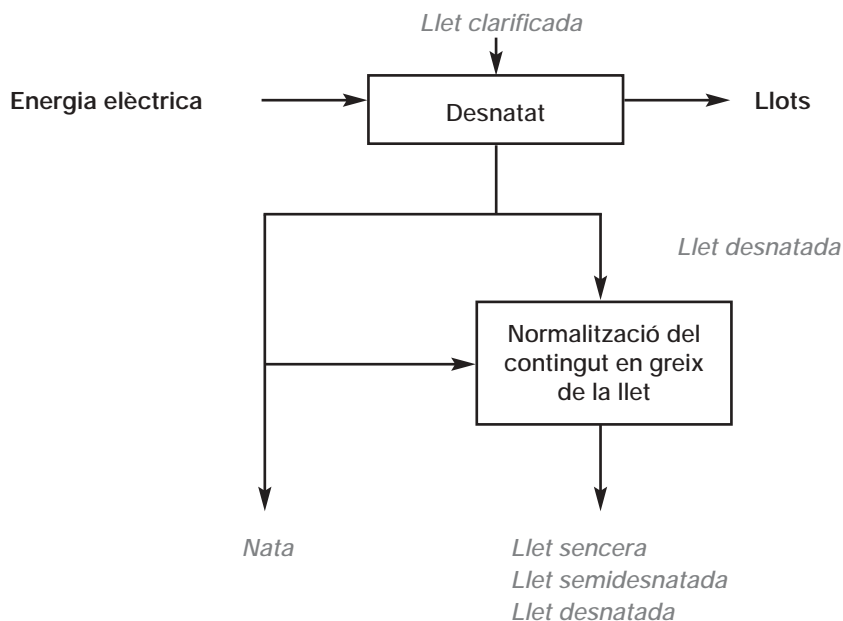 Llet clarificada
Energia elèctrica
Desnatat
Llots
Llet desnatada
Normalització del
contingut en greix
de la llet
Nata
Llet sencera
Llet semidesnatada
Llet desnatada